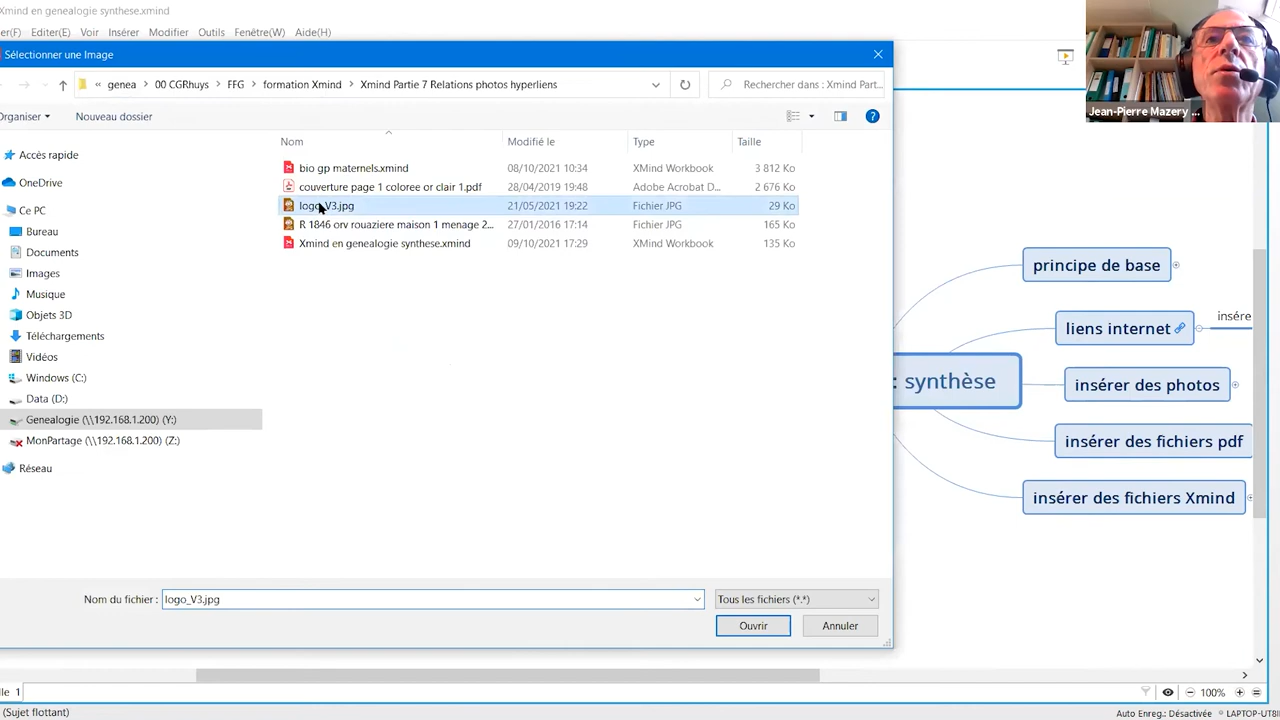 Xmind en genealogie synthese.xmind
er(F) Editer(E) Voir Insérer Modifier Outils Fenêtre(W) Aide(H)
Sélectionner une Image
« genea > 00 CGRhuys > FFG > formation Xmind > Xmind Partie 7 Relations photos hyperliens
Rechercher dans : Xmind Part...
Organiser
Nouveau dossier
Nom Modifié le Type Taille
bio gp maternels.xmind 08/10/2021 10:34 XMind Workbook 3 812 Ko
couverture page 1 coloree or clair 1.pdf 28/04/2019 19:48 Adobe Acrobat D... 2 676 Ko
logo_V3.jpg 21/05/2021 19:22 Fichier JPG 29 Ko
R 1846 orv rouaziere maison 1 menage 2... 27/01/2016 17:14 Fichier JPG 165 Ko
Xmind en genealogie synthese.xmind 09/10/2021 17:29 XMind Workbook 135 Ko
Accès rapide
OneDrive
Ce PC
Bureau
Documents
Images
Musique
Objets 3D
Téléchargements
Vidéos
Windows (C:)
Data (D:)
Genealogie (\\192.168.1.200) (Y:)
MonPartage (\\192.168.1.200) (Z:)
Réseau
Nom du fichier : logo_V3.jpg
Tous les fichiers (*.*)
Ouvrir
Annuler
Jean-Pierre Mazery ...
principe de base
liens internet
insére
: synthèse
insérer des photos
insérer des fichiers pdf
insérer des fichiers Xmind
lle 1
100%
(Sujet flottant)
Auto Enreg.: Désactivée
LAPTOP-UT8I